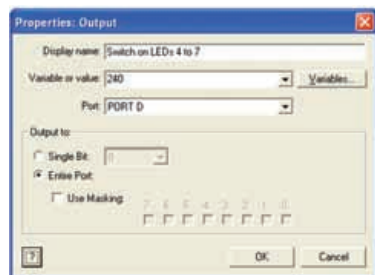 Properties: Output
Display name: Switch on LEDs 4 to 7
Variable or value: 240 Variables...
Port: PORT D
Output to:
Single Bit: 0
Entire Port:
Use Masking: 7 6 5 4 3 2 1 0
? OK Cancel